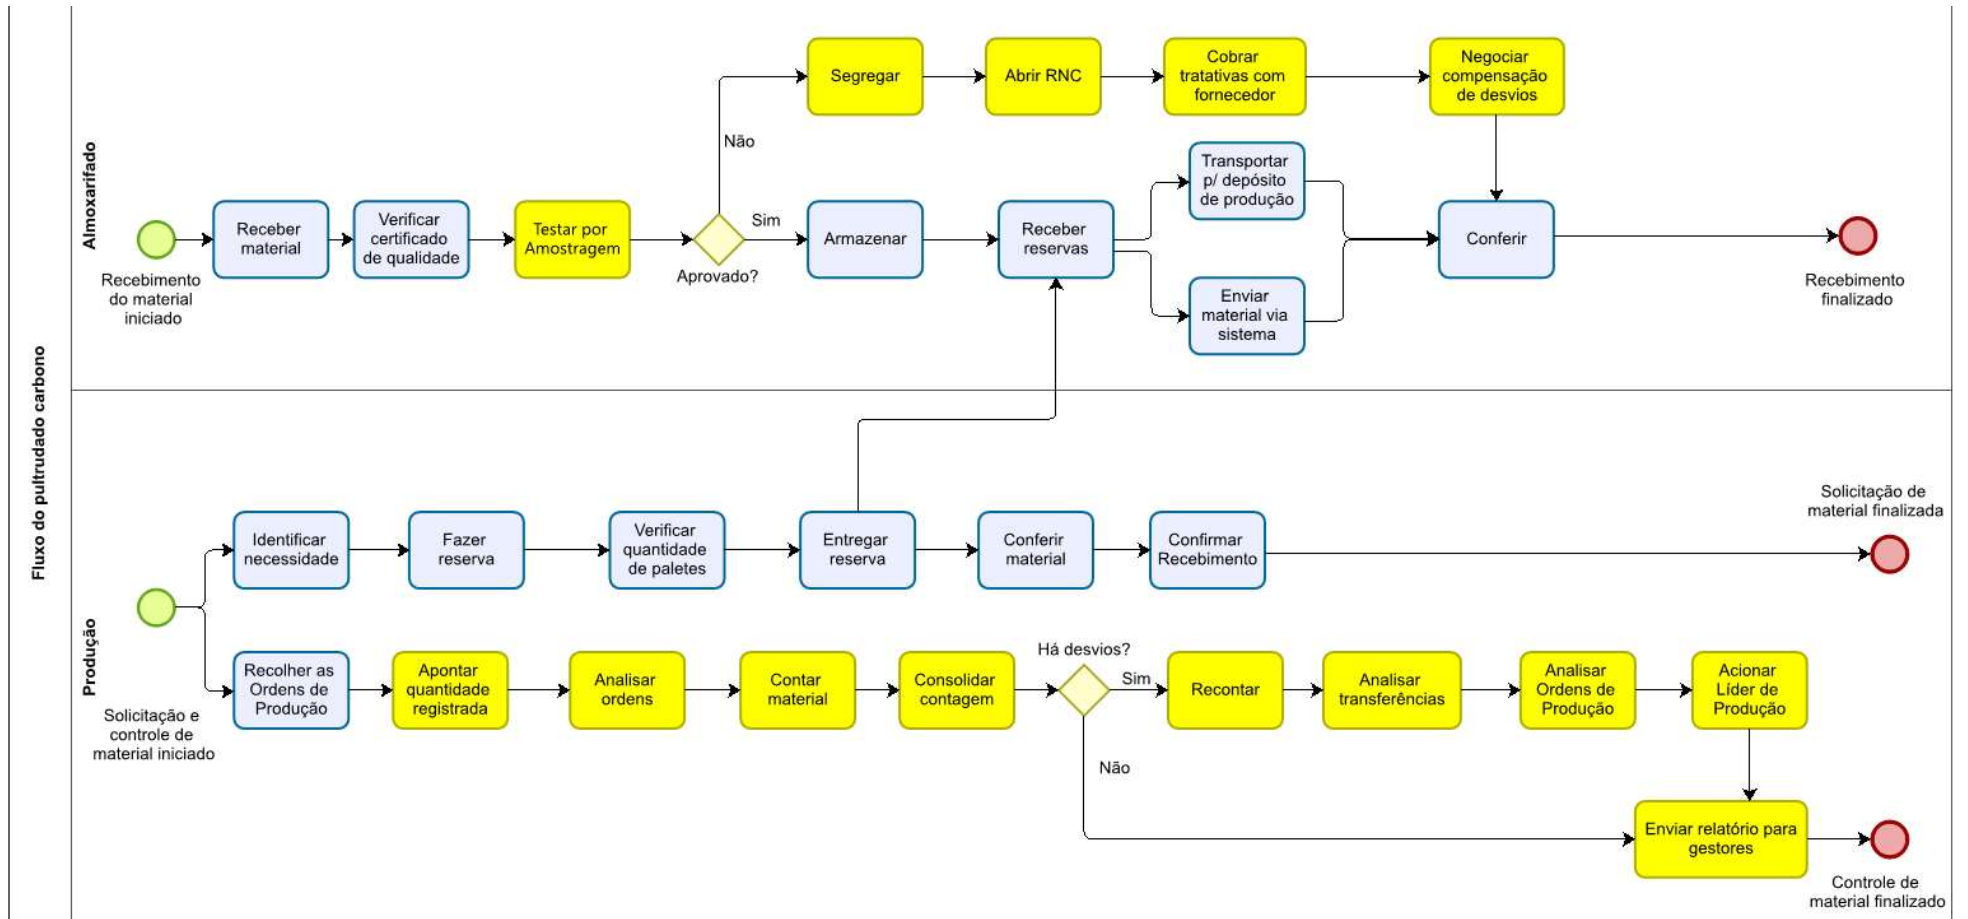 Fluxo do pultrudado carbono
Almoxarifado
Recebimento
do material
iniciado
Receber
material
Verificar
certificado
de qualidade
Testar por
Amostragem
Aprovado?
Não
Sim
Segregar
Abrir RNC
Cobrar
tratativas com
fornecedor
Negociar
compensação
de desvios
Armazenar
Receber
reservas
Transportar
p/ depósito
de produção
Enviar
material via
sistema
Conferir
Recebimento
finalizado
Produção
Solicitação e
controle de
material iniciado
Identificar
necessidade
Fazer
reserva
Verificar
quantidade
de paletes
Entregar
reserva
Conferir
material
Confirmar
Recebimento
Solicitação de
material finalizada
Recolher as
Ordens de
Produção
Apontar
quantidade
registrada
Analisar
ordens
Contar
material
Consolidar
contagem
Há desvios?
Sim
Não
Recontar
Analisar
transferências
Analisar
Ordens de
Produção
Acionar
Líder de
Produção
Enviar relatório para
gestores
Controle de
material finalizado